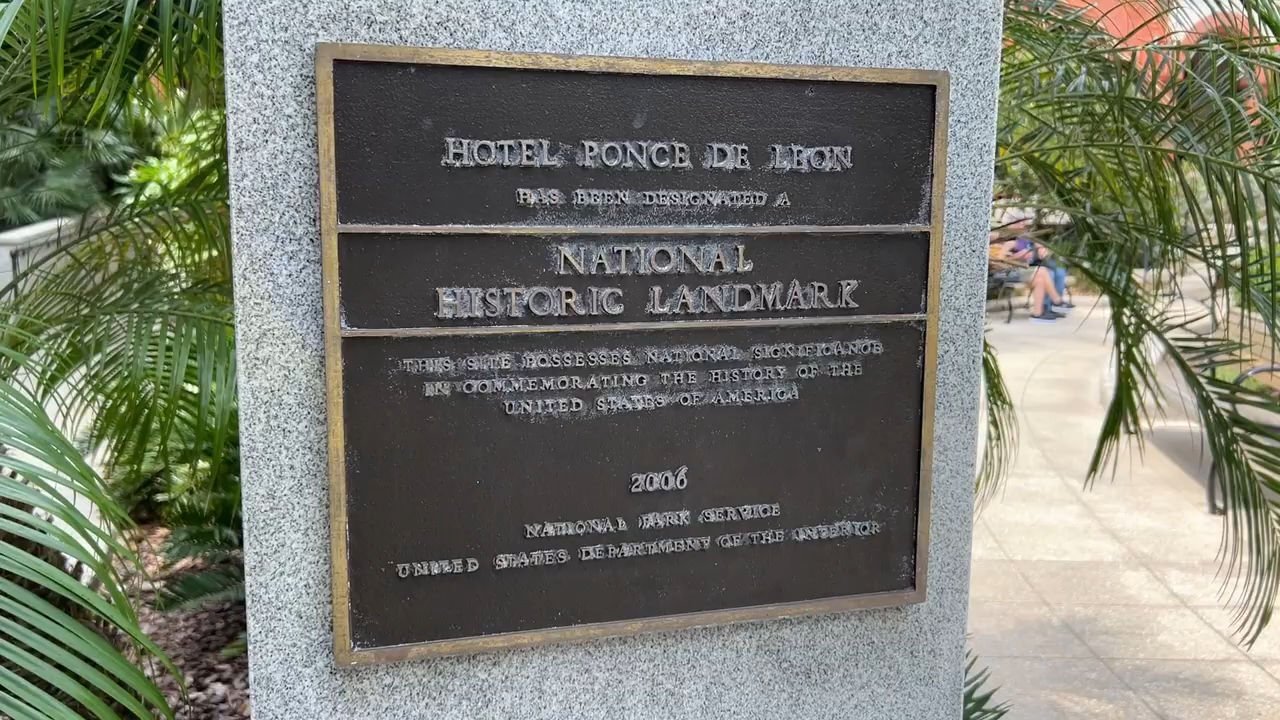 HOTEL PONCE DE LEON
HAS BEEN DESIGNATED A
NATIONAL
HISTORIC LANDMARK
THIS SITE POSSESSES NATIONAL SIGNIFICANCE
IN COMMEMORATING THE HISTORY OF THE
UNITED STATES OF AMERICA
2006
NATIONAL PARK SERVICE
UNITED STATES DEPARTMENT OF THE INTERIOR